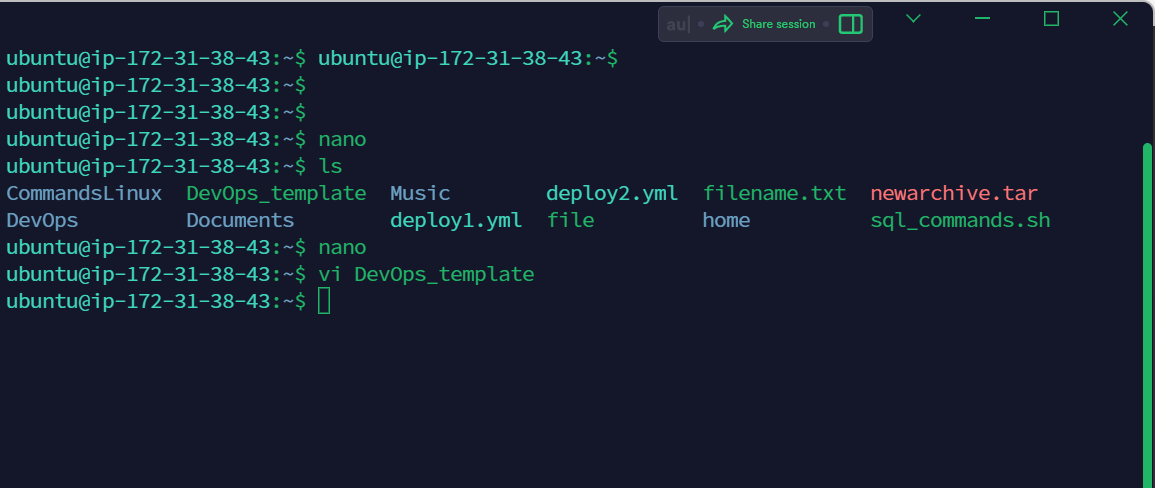 au| • Share session •
ubuntu@ip-172-31-38-43:~$ ubuntu@ip-172-31-38-43:~$
ubuntu@ip-172-31-38-43:~$
ubuntu@ip-172-31-38-43:~$
ubuntu@ip-172-31-38-43:~$ nano
ubuntu@ip-172-31-38-43:~$ ls
CommandsLinux DevOps_template Music deploy2.yml filename.txt newarchive.tar
DevOps Documents deploy1.yml file home sql_commands.sh
ubuntu@ip-172-31-38-43:~$ nano
ubuntu@ip-172-31-38-43:~$ vi DevOps_template
ubuntu@ip-172-31-38-43:~$